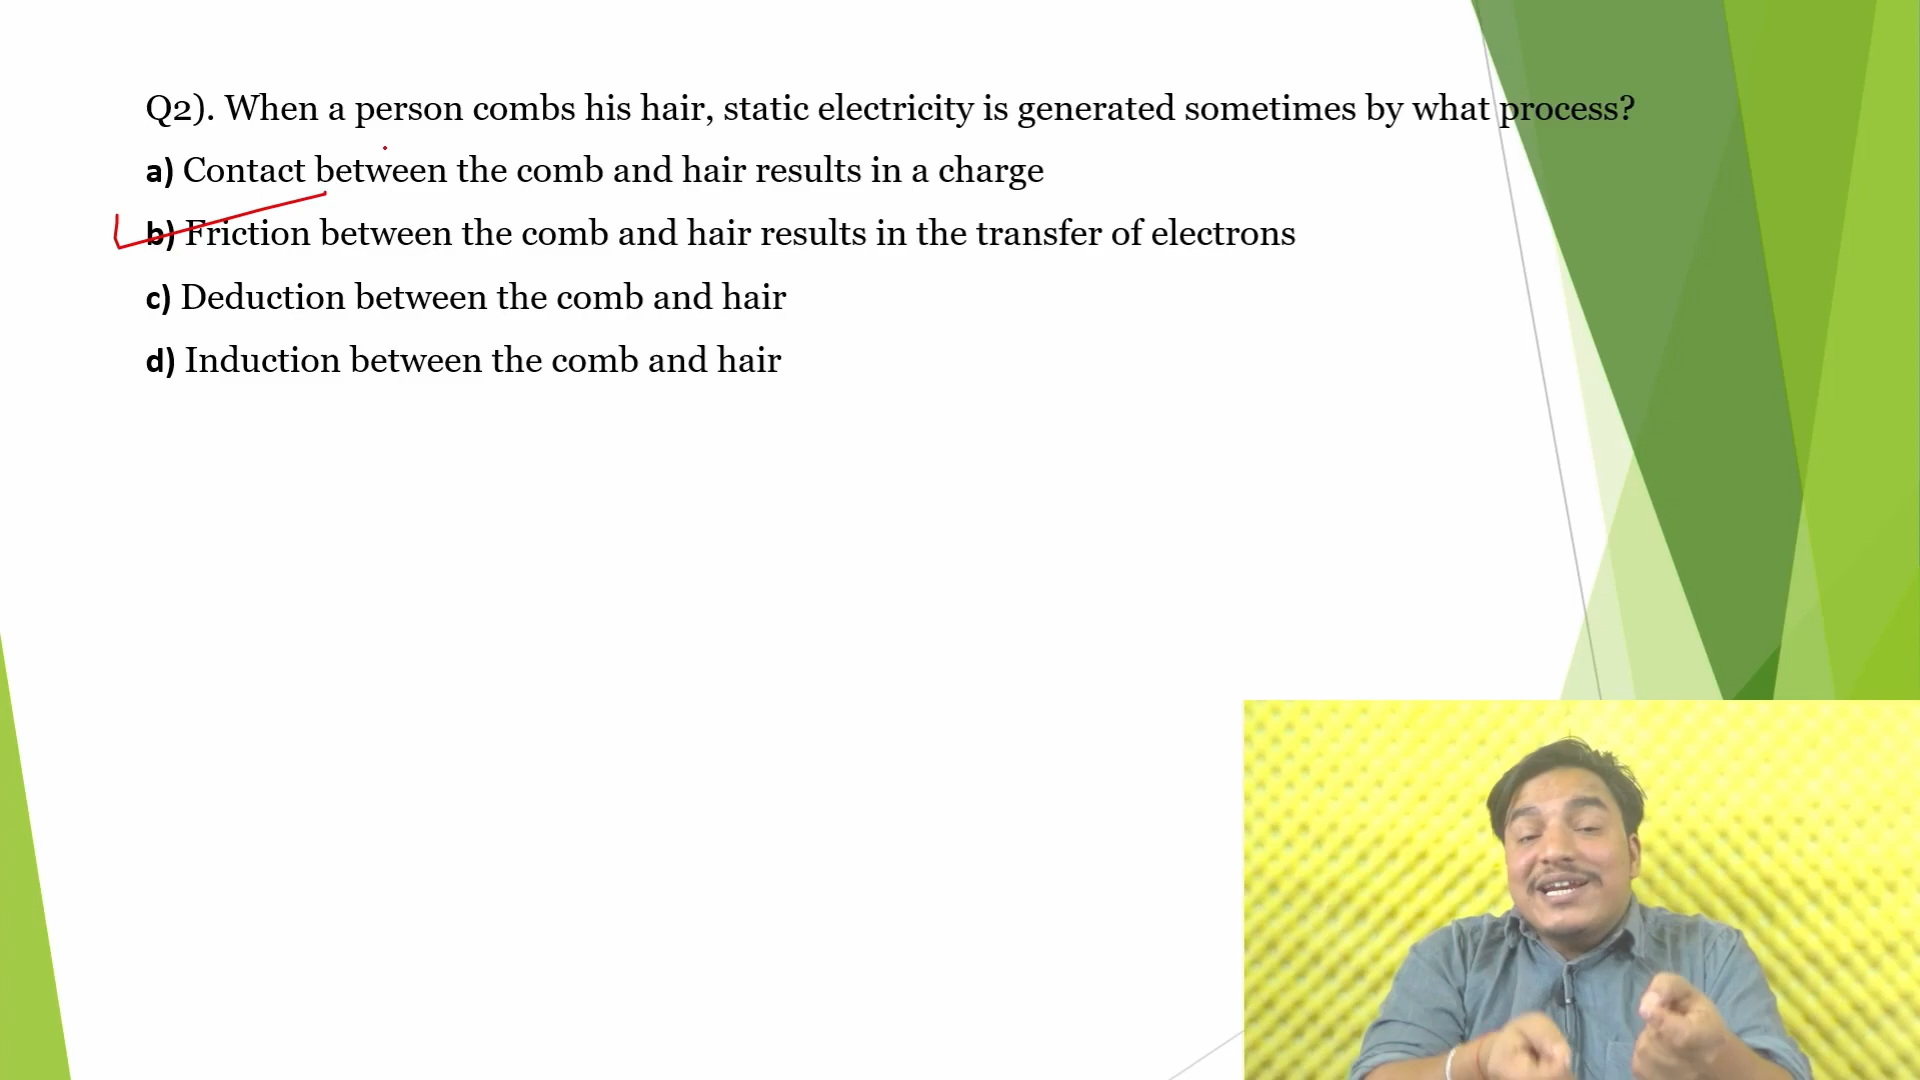 Q2). When a person combs his hair, static electricity is generated sometimes by what process?
a) Contact between the comb and hair results in a charge
b) Friction between the comb and hair results in the transfer of electrons
c) Deduction between the comb and hair
d) Induction between the comb and hair